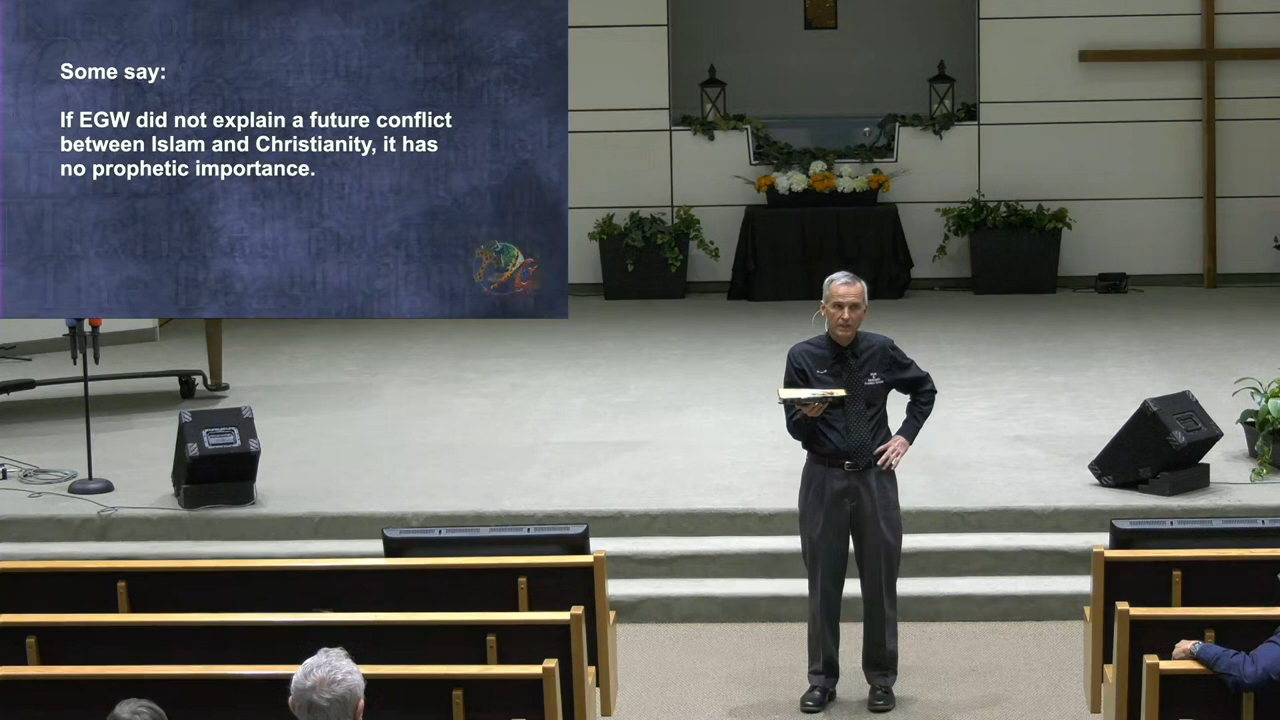 Some say:
If EGW did not explain a future conflict
between Islam and Christianity, it has
no prophetic importance.